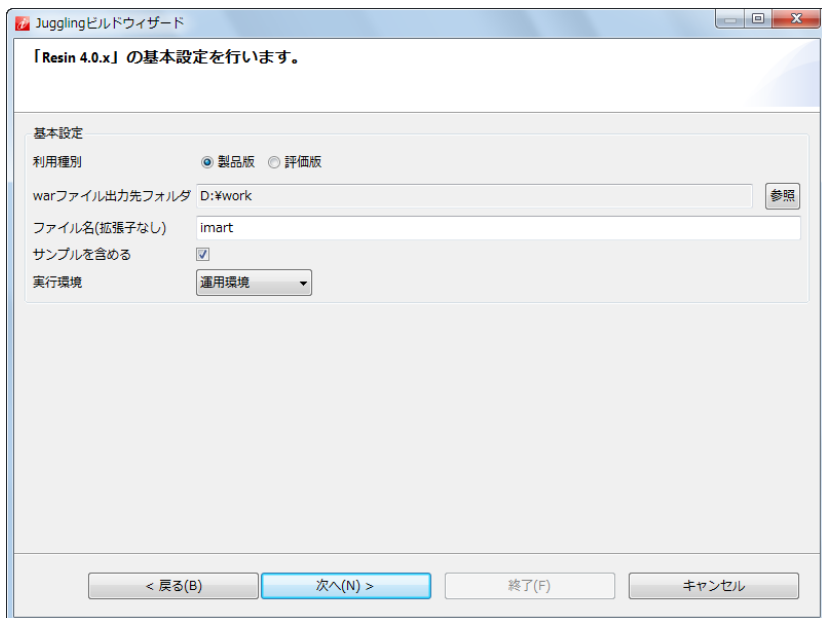 Jugglingビルドウィザード
「Resin 4.0.x」の基本設定を行います。
基本設定
利用種別 製品版 評価版
warファイル出力先フォルダ D:¥work 参照
ファイル名(拡張子なし) imart
サンプルを含める
実行環境 運用環境
< 戻る(B) 次へ(N) > 終了(F) キャンセル